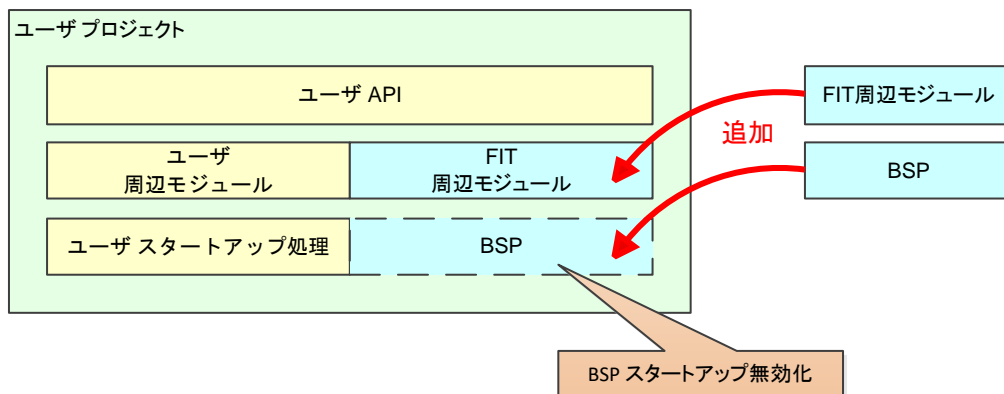 ユーザ プロジェクト
ユーザ API
FIT周辺モジュール
追加
ユーザ
周辺モジュール
FIT
周辺モジュール
BSP
ユーザ スタートアップ処理
BSP
BSP スタートアップ無効化